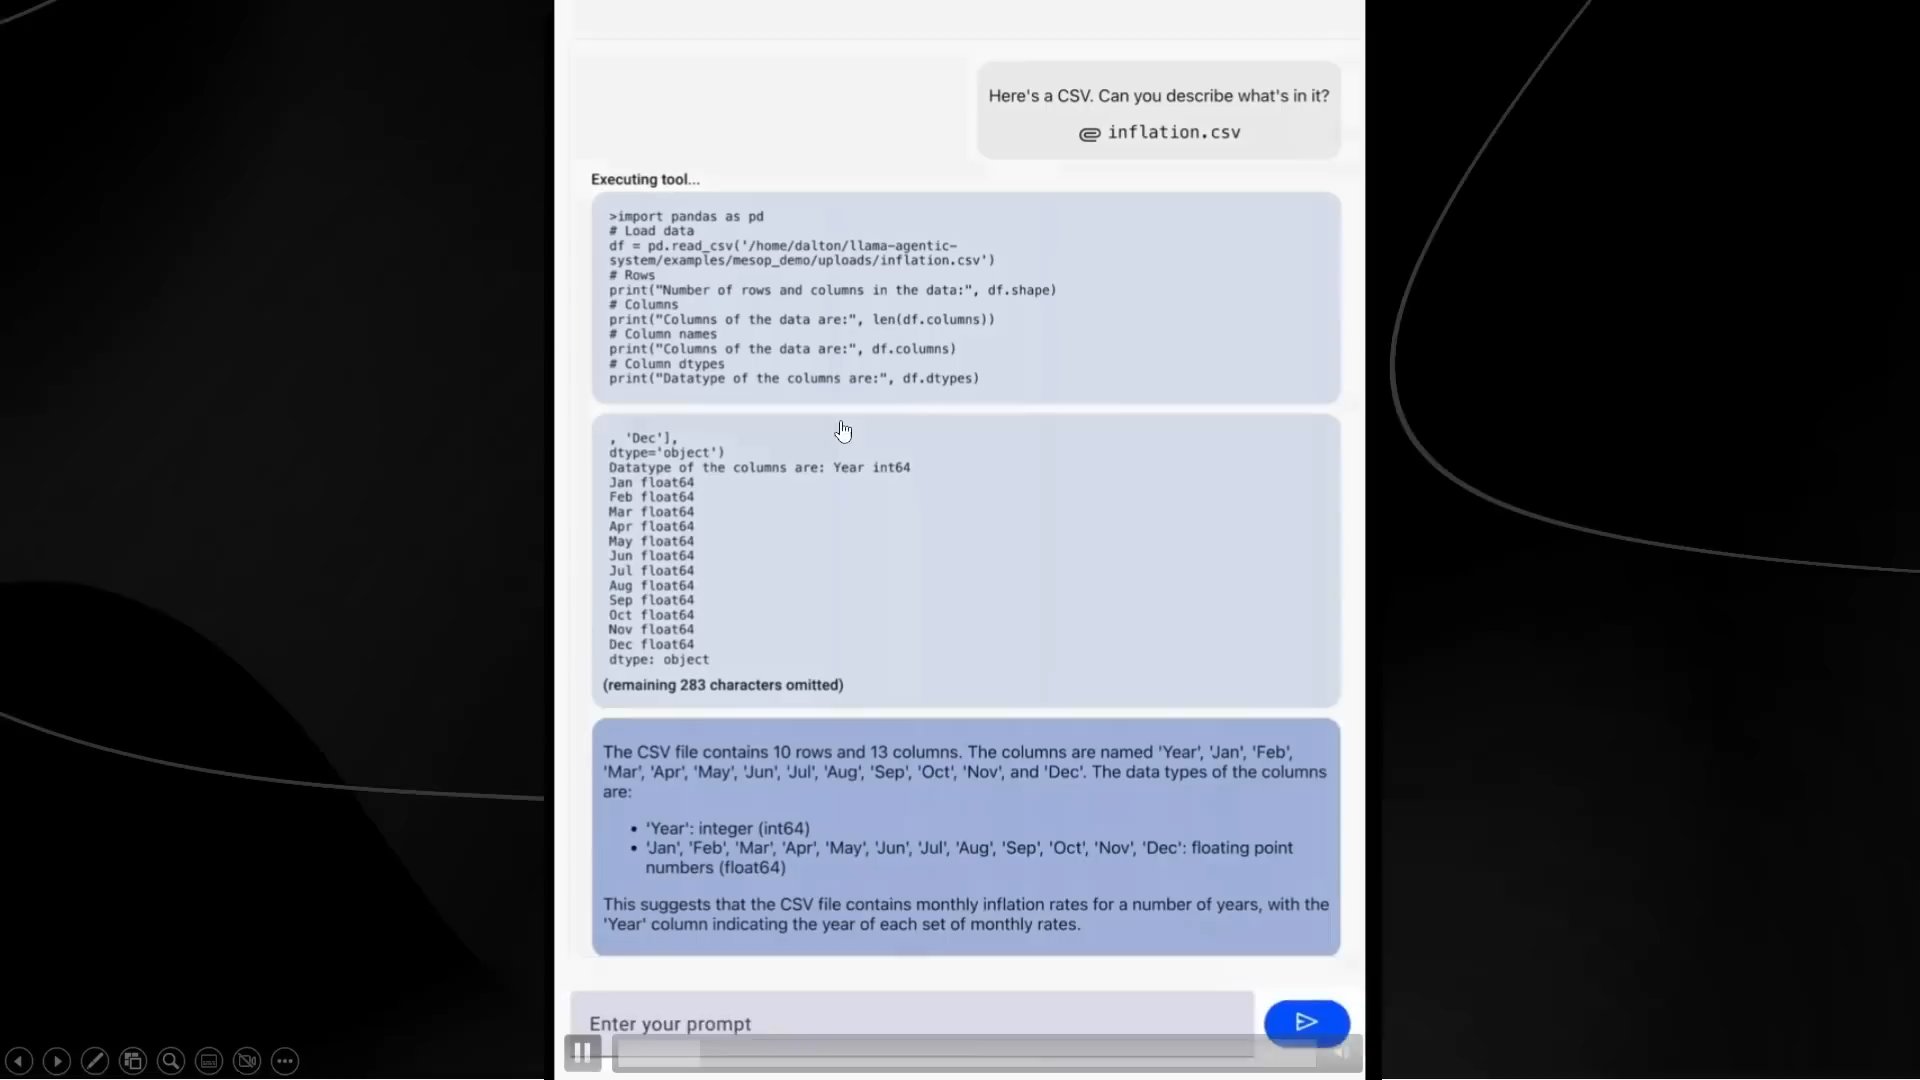 Here's a CSV. Can you describe what's in it?
inflation.csv
Executing tool...
>import pandas as pd
# Load data
df = pd.read_csv('/home/dalton/llama-agentic-
system/examples/mesop_demo/uploads/inflation.csv')
# Rows
print("Number of rows and columns in the data:", df.shape)
# Columns
print("Columns of the data are:", len(df.columns))
# Column names
print("Columns of the data are:", df.columns)
# Column dtypes
print("Datatype of the columns are:", df.dtypes)
, 'Dec'],
dtype='object')
Datatype of the columns are: Year int64
Jan float64
Feb float64
Mar float64
Apr float64
May float64
Jun float64
Jul float64
Aug float64
Sep float64
Oct float64
Nov float64
Dec float64
dtype: object
(remaining 283 characters omitted)
The CSV file contains 10 rows and 13 columns. The columns are named 'Year', 'Jan', 'Feb',
'Mar', 'Apr', 'May', 'Jun', 'Jul', 'Aug', 'Sep', 'Oct', 'Nov', and 'Dec'. The data types of the columns
are:
• 'Year': integer (int64)
• 'Jan', 'Feb', 'Mar', 'Apr', 'May', 'Jun', 'Jul', 'Aug', 'Sep', 'Oct', 'Nov', 'Dec': floating point
numbers (float64)
This suggests that the CSV file contains monthly inflation rates for a number of years, with the
'Year' column indicating the year of each set of monthly rates.
Enter your prompt